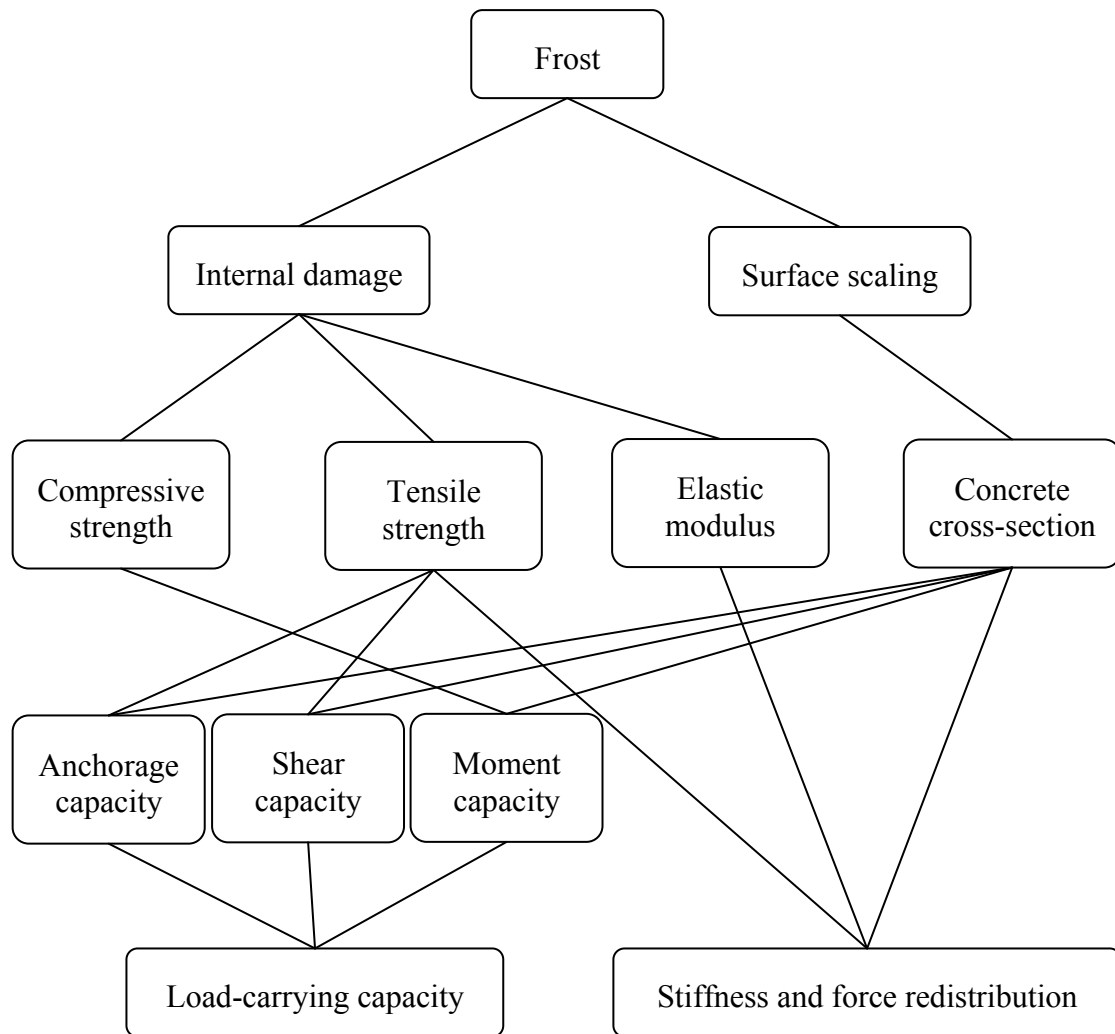 Frost
Internal damage
Surface scaling
Compressive
strength
Tensile
strength
Elastic
modulus
Concrete
cross-section
Anchorage
capacity
Shear
capacity
Moment
capacity
Load-carrying capacity
Stiffness and force redistribution